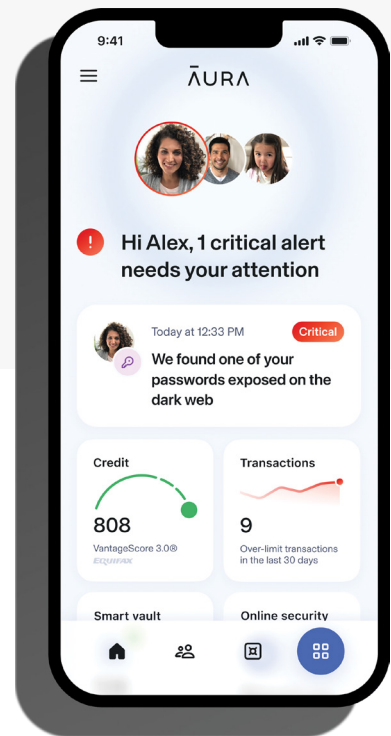 9:41
ĀURA
Hi Alex, 1 critical alert
needs your attention
Today at 12:33 PM
Critical
We found one of your
passwords exposed on the
dark web
Credit
808
VantageScore 3.0®
EQUIFAX
Transactions
9
Over-limit transactions
in the last 30 days
Smart vault
Online security